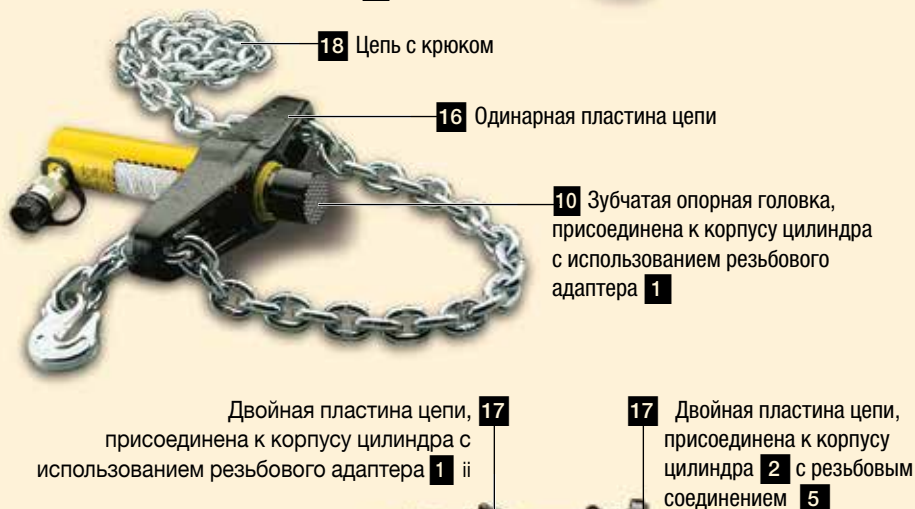 18 Цепь с крюком
16 Одинарная пластина цепи
10 Зубчатая опорная головка,
присоединена к корпусу цилиндра
с использованием резьбового
адаптера 1
Двойная пластина цепи, 17
присоединена к корпусу цилиндра с
использованием резьбового адаптера 1 ii
17 Двойная пластина цепи,
присоединена к корпусу
цилиндра 2 с резьбовым
соединением 5